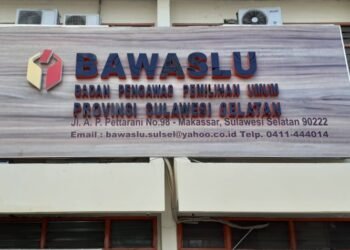 BAWASLU
BADAN PENGAWAS PEMILIHAN UMUM
PROVINSI SULAWESI SELATAN
Jl. A. P. Pettarani No.98 - Makassar, Sulawesi Selatan 90222
Email : bawaslu.sulsel@yahoo.co.id Telp. 0411-444014